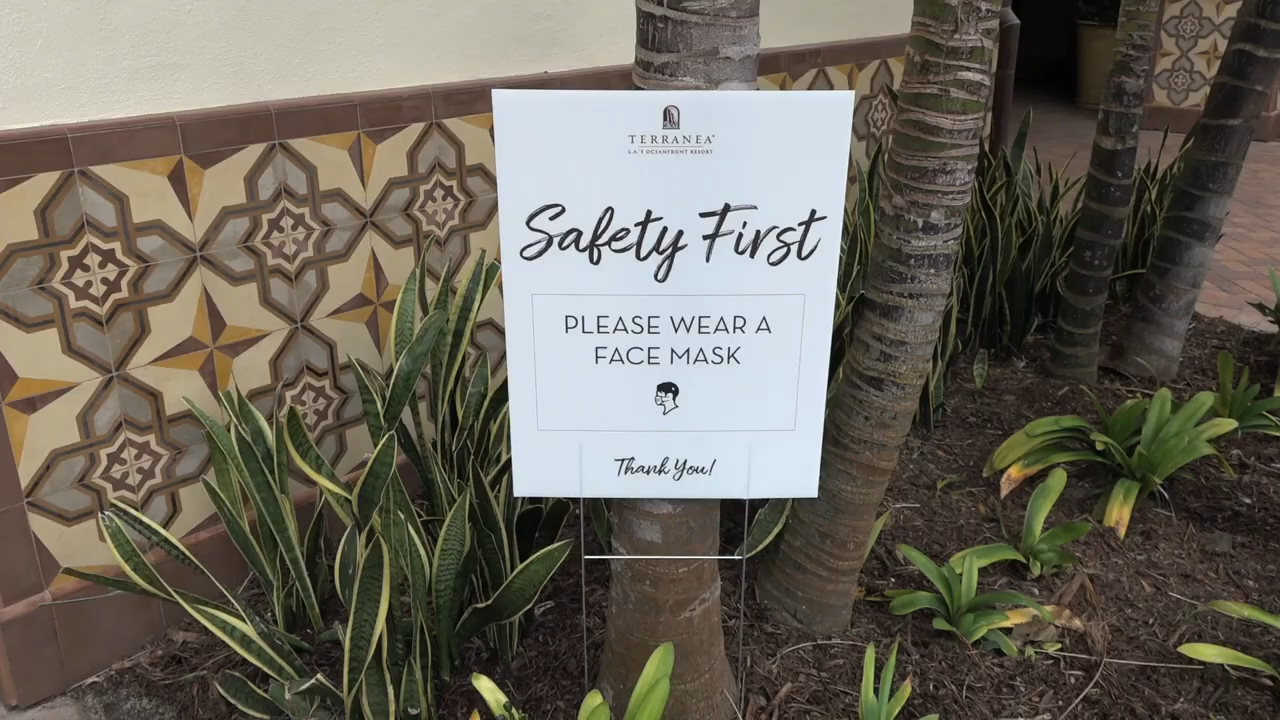 TERRANEA®
L.A.'S OCEANFRONT RESORT
Safety First
PLEASE WEAR A
FACE MASK
Thank You!